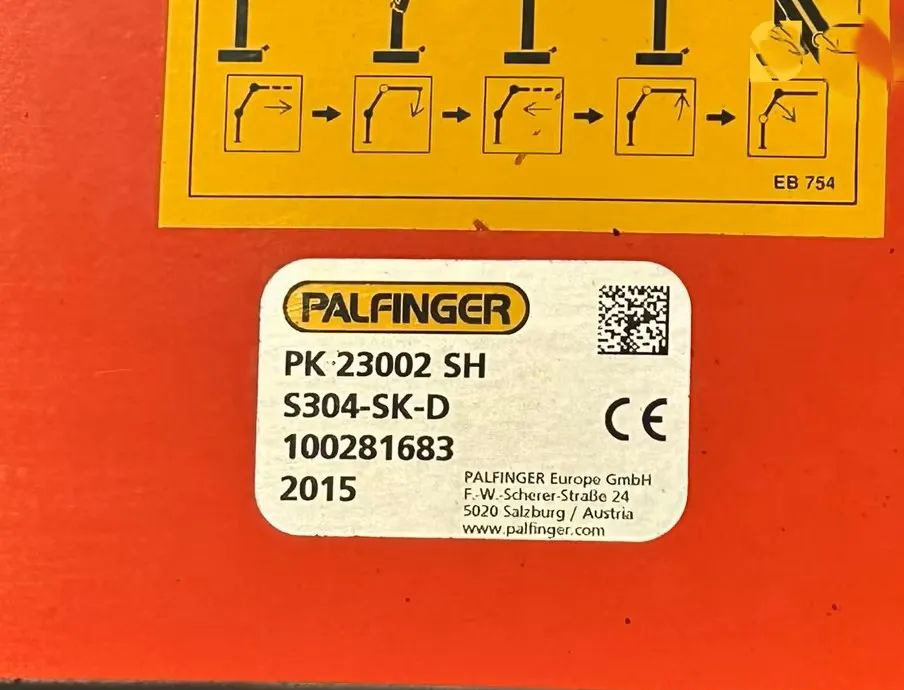 EB 754
PALFINGER
PK 23002 SH
S304-SK-D
100281683
2015
CE
PALFINGER Europe GmbH
F.-W.-Scherer-Straße 24
5020 Salzburg / Austria
www.palfinger.com